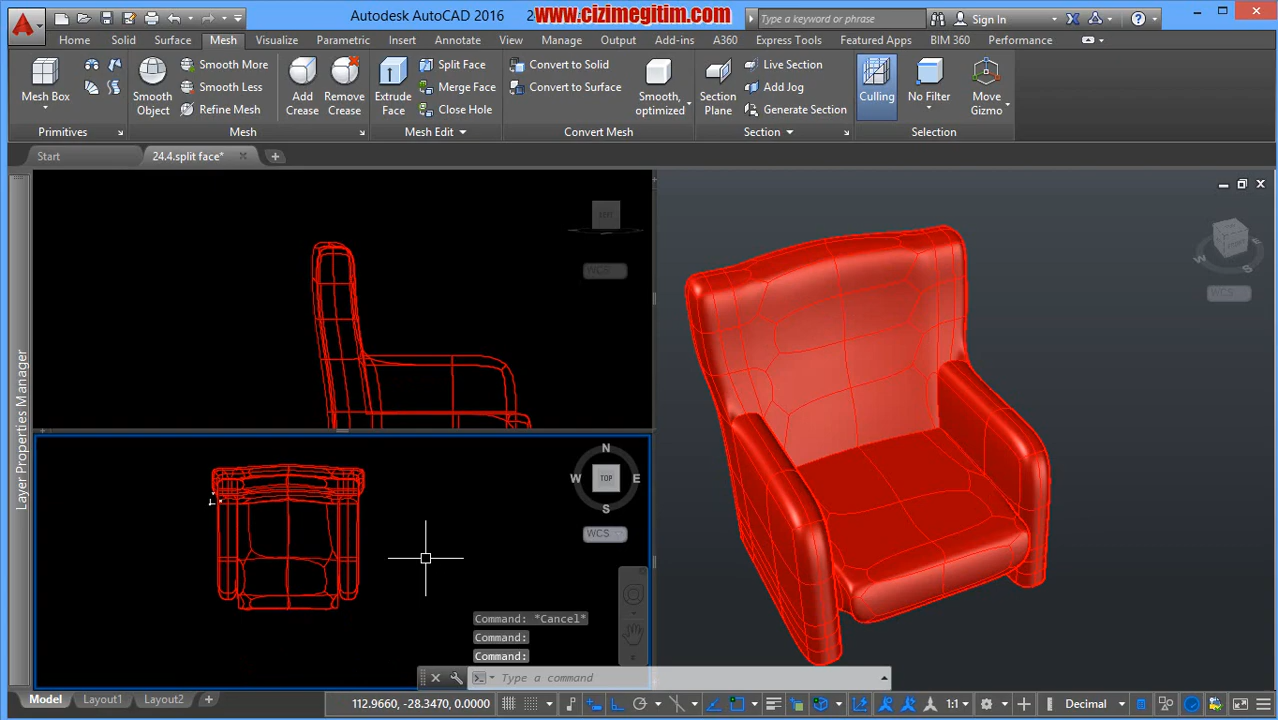 Autodesk AutoCAD 2016 2
www.cizimegitim.com
Type a keyword or phrase
Sign In
Home Solid Surface Mesh Visualize Parametric Insert Annotate View Manage Output Add-ins A360 Express Tools Featured Apps BIM 360 Performance
Mesh Box
Smooth Object
Smooth More
Smooth Less
Refine Mesh
Add Crease
Remove Crease
Extrude Face
Split Face
Merge Face
Close Hole
Convert to Solid
Convert to Surface
Smooth, optimized
Section Plane
Live Section
Add Jog
Generate Section
Culling
No Filter
Move Gizmo
Primitives Mesh Mesh Edit Convert Mesh Section Selection
Start 24.4.split face*
Layer Properties Manager
WCS
W S
WCS
N
W TOP E
S
WCS
Command: *Cancel*
Command:
Command:
Type a command
Model Layout1 Layout2 +
112.9660, -28.3470, 0.0000
1:1
Decimal